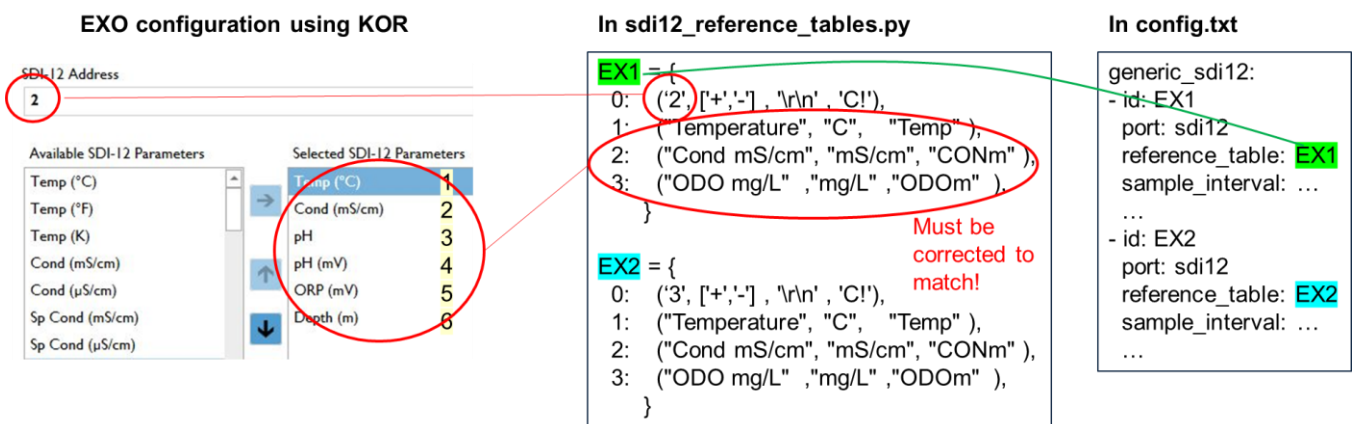 EXO configuration using KOR
SDI-12 Address
2
Available SDI-12 Parameters
Temp (°C)
Temp (°F)
Temp (K)
Cond (mS/cm)
Cond (µS/cm)
Sp Cond (mS/cm)
Sp Cond (µS/cm)
Selected SDI-12 Parameters
Temp (°C) 1
Cond (mS/cm) 2
pH 3
pH (mV) 4
ORP (mV) 5
Depth (m) 6
In sdi12_reference_tables.py
EX1 = {
0: ('2', ['+','-'] , '\r\n' , 'C!'),
1: ("Temperature", "C", "Temp" ),
2: ("Cond mS/cm", "mS/cm", "CONm" ),
3: ("ODO mg/L" ,"mg/L" ,"ODOm" ),
}
Must be
corrected to
match!
EX2 = {
0: ('3', ['+','-'] , '\r\n' , 'C!'),
1: ("Temperature", "C", "Temp" ),
2: ("Cond mS/cm", "mS/cm", "CONm" ),
3: ("ODO mg/L" ,"mg/L" ,"ODOm" ),
}
In config.txt
generic_sdi12:
- id: EX1
port: sdi12
reference_table: EX1
sample_interval: …
…
- id: EX2
port: sdi12
reference_table: EX2
sample_interval: …
…